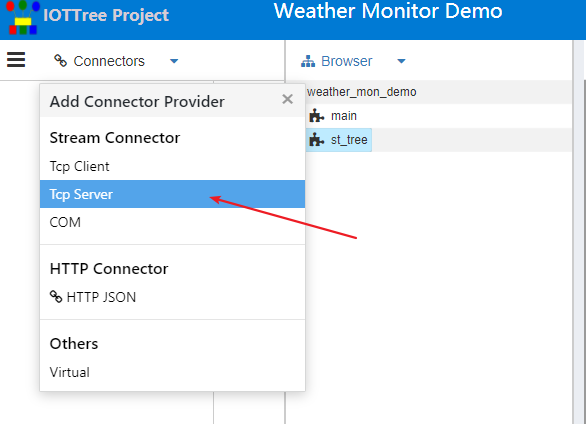 IOTTree Project
Weather Monitor Demo
Connectors
Browser
Add Connector Provider
Stream Connector
Tcp Client
Tcp Server
COM
HTTP Connector
HTTP JSON
Others
Virtual
weather_mon_demo
main
st_tree